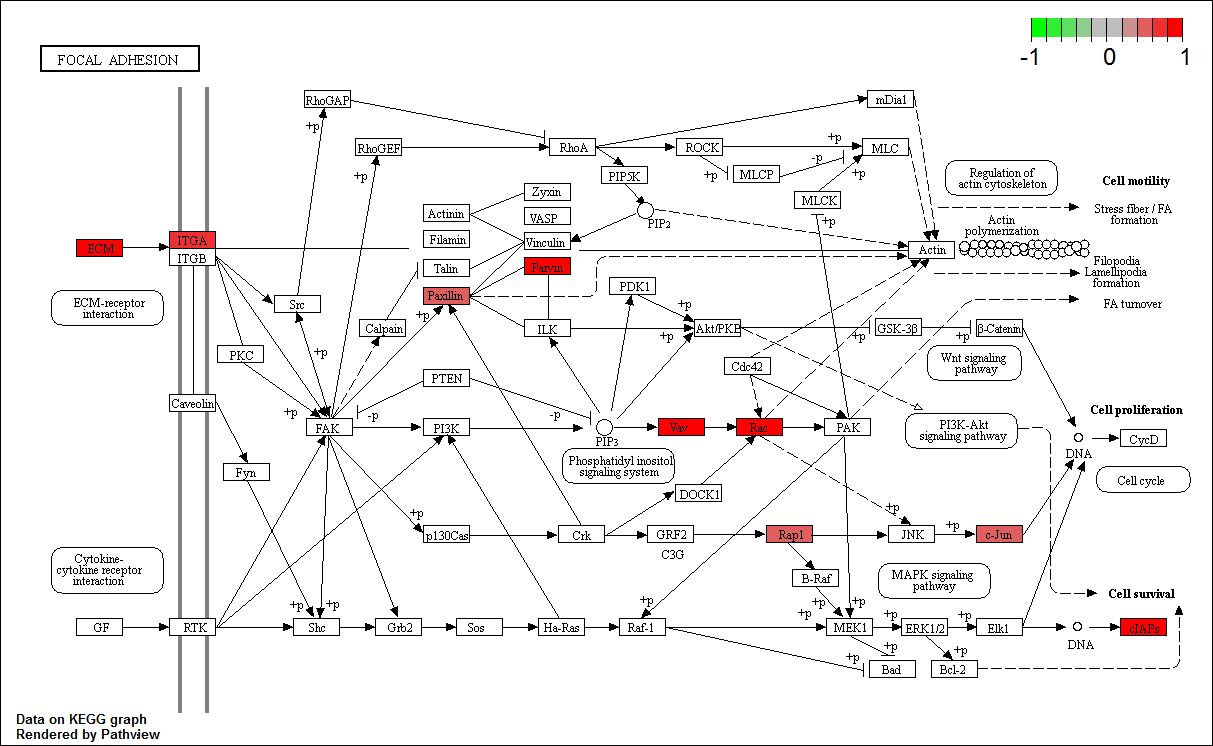 FOCAL ADHESION
-1 0 1
RhoGAP
mDia1
+p
RhoGEF
RhoA
ROCK
+p
MLC
+p
+p
-p
MLCP
+p
PIP5K
MLCK
+p
Regulation of
actin cytoskeleton
Cell motility
Zyxin
Actinin
VASP
PIP2
Stress fiber / FA
formation
Actin
polymerization
ECM
ITGA
ITGB
Filamin
Vinculin
Actin
Talin
Parvin
Filopodia
Lamellipodia
formation
ECM-receptor
interaction
Src
Paxillin
PDK1
FA turnover
+p
+p
Calpain
ILK
+p
Akt/PKB
GSK-3β
+p
β-Catenin
PKC
+p
Cdc42
Wnt signaling
pathway
PTEN
Caveolin
+p
-p
-p
Cell proliferation
FAK
PI3K
PIP3
Vav
Rac
PAK
PI3K-Akt
signaling pathway
CycD
DNA
Fyn
Phosphatidyl inositol
signaling system
Cell cycle
DOCK1
+p
+p
p130Cas
Crk
GRF2
C3G
Rap1
JNK
+p
c-Jun
Cytokine-
cytokine receptor
interaction
B-Raf
MAPK signaling
pathway
Cell survival
+p
+p
+p
+p
+p
+p
GF
RTK
Shc
Grb2
Sos
Ha-Ras
Raf-1
MEK1
+p
ERK1/2
+p
Elk1
DNA
cIAPs
+p
+p
+p
Bad
Bcl-2
Data on KEGG graph
Rendered by Pathview